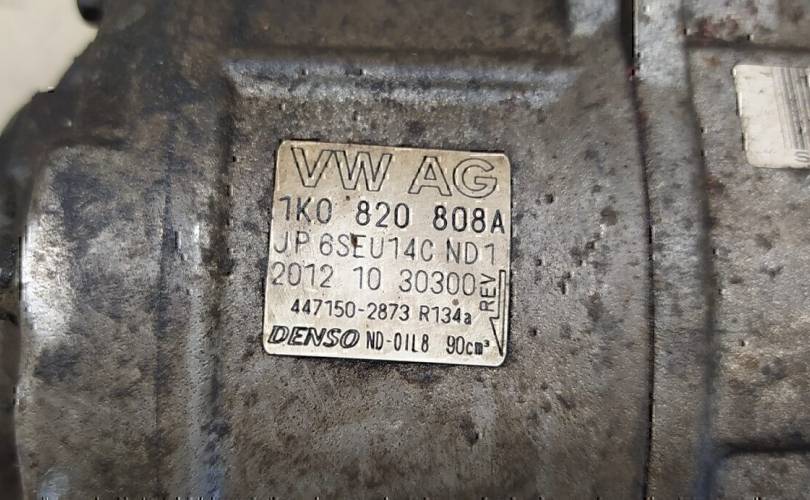 VW AG
1K0 820 808A
JP 6SEU14C ND1
2012 10 30300
REV
447150-2873 R134a
DENSO ND-OIL8 90cm³
S